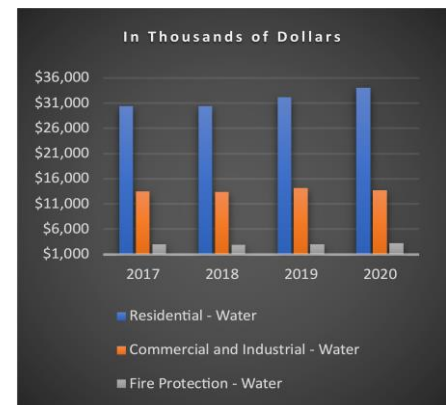 In Thousands of Dollars
$36,000
$31,000
$26,000
$21,000
$16,000
$11,000
$6,000
$1,000
2017 2018 2019 2020
Residential - Water
Commercial and Industrial - Water
Fire Protection - Water